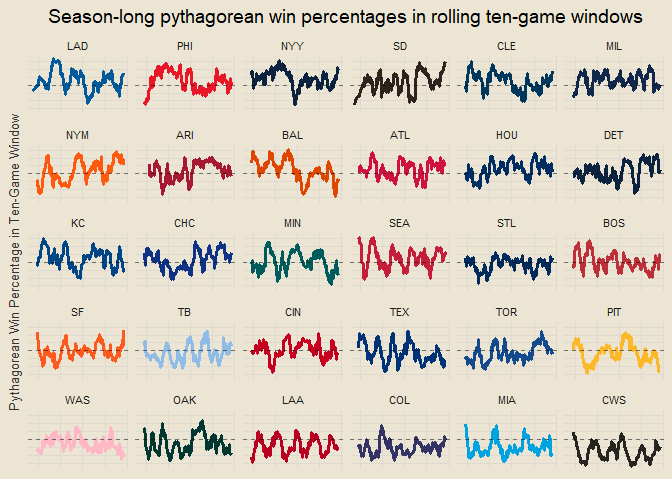 Season-long pythagorean win percentages in rolling ten-game windows
LAD PHI NYY SD CLE MIL
NYM ARI BAL ATL HOU DET
KC CHC MIN SEA STL BOS
SF TB CIN TEX TOR PIT
WAS OAK LAA COL MIA CWS
Pythagorean Win Percentage in Ten-Game Window